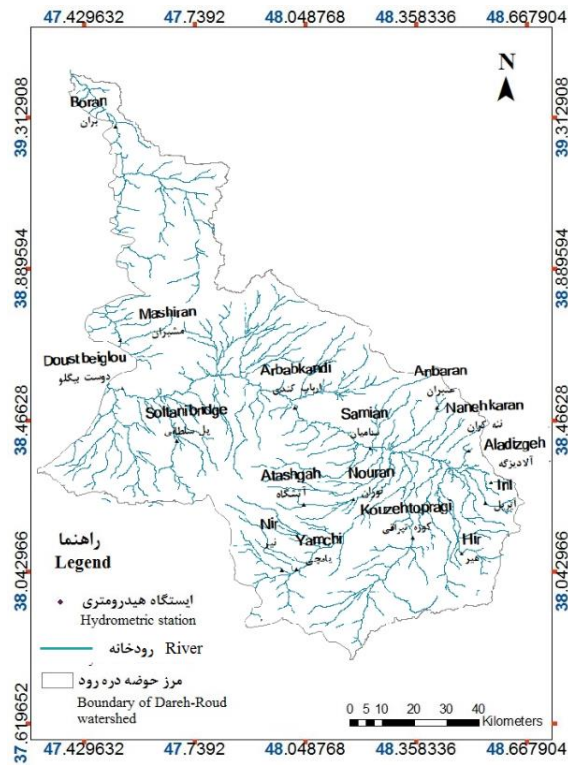 47.429632 47.7392 48.048768 48.358336 48.667904
N
39.312908
38.889594
38.46628
38.042966
37.619652
39.312908
38.889594
38.46628
38.042966
37.619652
Boran
بران
Mashiran
مشیران
Doustbeiglou
دوست بیگلو
Arbabkandi
ارباب کندی
Anbaran
عنبران
Soltanibridge
پل سلطانی
Samian
سامیان
Nanehkaran
ننه کران
Aladizgeh
آلادیزگه
Atashgah
آتشگاه
Nouran
نوران
Iril
ایریل
Kouzehtopragi
کوزه تپراقی
Nir
نیر
Yamchi
یامچی
Hir
هیر
راهنما
Legend
ایستگاه هیدرومتری
Hydrometric station
رودخانه River
مرز حوضه دره رود
Boundary of Dareh-Roud
watershed
0 5 10 20 30 40
Kilometers
47.429632 47.7392 48.048768 48.358336 48.667904